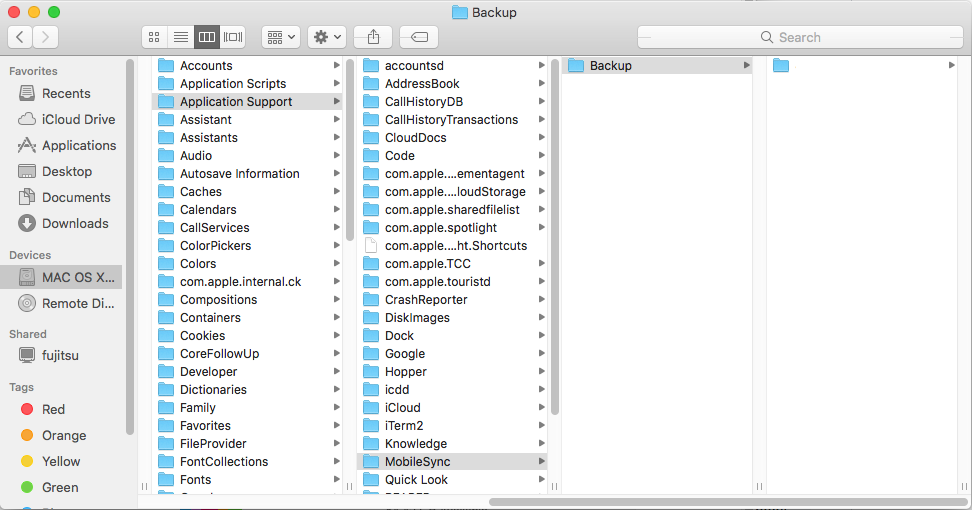 Backup
Search
Favorites
Recents
iCloud Drive
Applications
Desktop
Documents
Downloads
Devices
MAC OS X...
Remote Di...
Shared
fujitsu
Tags
Red
Orange
Yellow
Green
Accounts
Application Scripts
Application Support
Assistant
Assistants
Audio
Autosave Information
Caches
Calendars
CallServices
ColorPickers
Colors
com.apple.internal.ck
Compositions
Containers
Cookies
CoreFollowUp
Developer
Dictionaries
Family
Favorites
FileProvider
FontCollections
Fonts
accountsd
AddressBook
CallHistoryDB
CallHistoryTransactions
CloudDocs
Code
com.apple....ementagent
com.apple....loudStorage
com.apple.sharedfilelist
com.apple.spotlight
com.apple....ht.Shortcuts
com.apple.TCC
com.apple.touristd
CrashReporter
DiskImages
Dock
Google
Hopper
icdd
iCloud
iTerm2
Knowledge
MobileSync
Quick Look
Backup